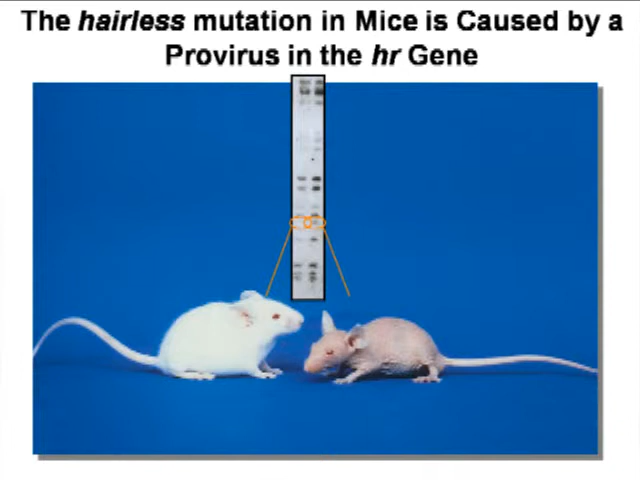 The hairless mutation in Mice is Caused by a
Provirus in the hr Gene